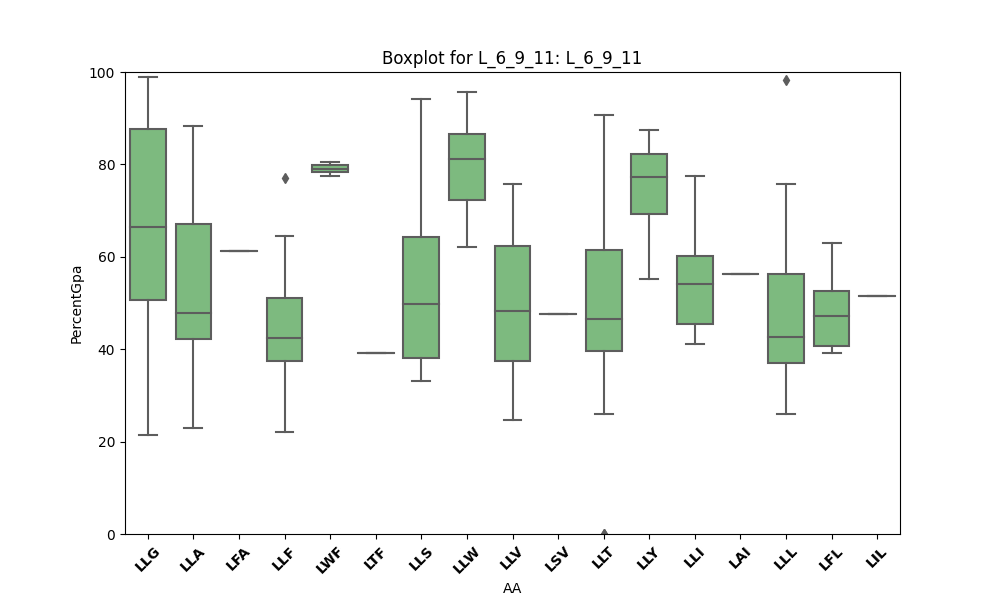 Boxplot for L_6_9_11: L_6_9_11
100
80
60
40
20
0
PercentGpa
LLG LLA LFA LLF LWF LTF LLS LLW LLV LSV LLT LLY LLI LAI LLL LFL LIL
AA